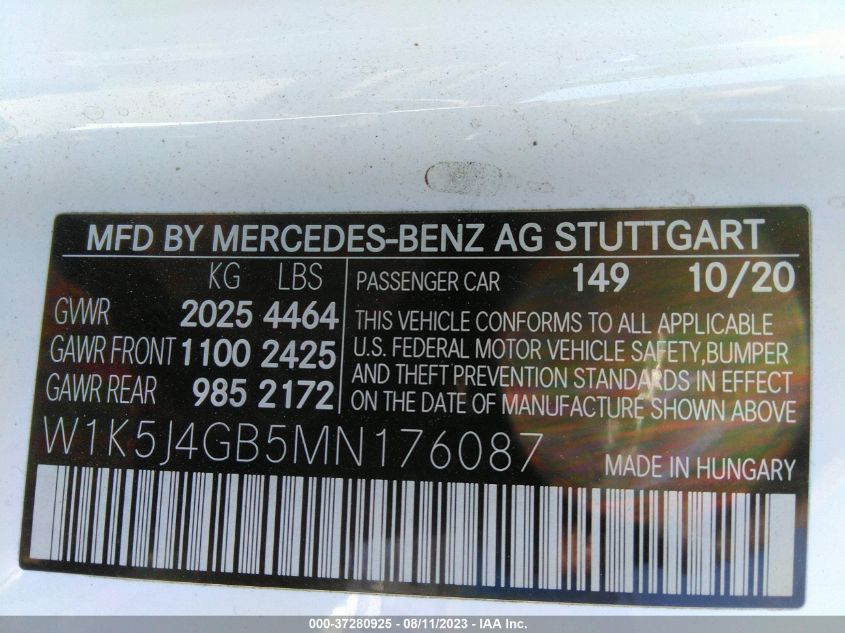 MFD BY MERCEDES-BENZ AG STUTTGART
KG LBS
GVWR 2025 4464
GAWR FRONT 1100 2425
GAWR REAR 985 2172
PASSENGER CAR 149 10/20
THIS VEHICLE CONFORMS TO ALL APPLICABLE
U.S. FEDERAL MOTOR VEHICLE SAFETY, BUMPER
AND THEFT PREVENTION STANDARDS IN EFFECT
ON THE DATE OF MANUFACTURE SHOWN ABOVE
W1K5J4GB5MN176087
MADE IN HUNGARY
000-37280925 - 08/11/2023 - IAA Inc.